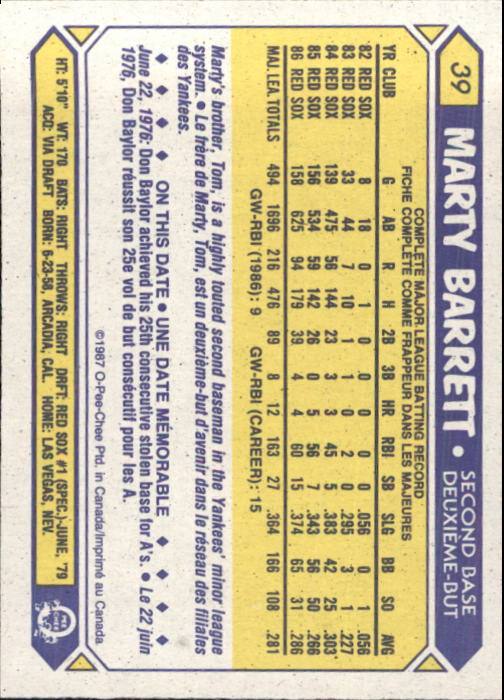 39
MARTY BARRETT • SECOND BASE
DEUXIÈME-BUT
COMPLETE MAJOR LEAGUE BATTING RECORD
FICHE COMPLÈTE COMME FRAPPEUR DANS LES MAJEURES
YR CLUB G AB R H 2B 3B HR RBI SB SLG BB SO AVG
82 RED SOX 8 18 0 1 0 0 0 0 0 .056 0 1 .056
83 RED SOX 33 44 7 10 1 1 0 2 0 .295 3 1 .227
84 RED SOX 139 475 56 144 23 3 3 45 5 .383 42 25 .303
85 RED SOX 156 534 59 142 26 0 5 56 7 .343 56 50 .266
86 RED SOX 158 625 94 179 39 4 4 60 15 .374 65 31 .286
MAJ. LEA. TOTALS 494 1696 216 476 89 8 12 163 27 .364 166 108 .281
GW-RBI (1986): 9 GW-RBI (CAREER): 15
Marty's brother, Tom, is a highly touted second baseman in the Yankees' minor league
system. • Le frère de Marty, Tom, est un deuxième-but d'avenir dans le réseau des filiales
des Yankees.
ON THIS DATE • UNE DATE MÉMORABLE
June 22, 1976: Don Baylor achieved his 25th consecutive stolen base for A's. • Le 22 juin
1976, Don Baylor réussit son 25e vol de but consécutif pour les A.
©1987 O-Pee-Chee Ptd. in Canada/Imprimé au Canada
HT: 5'10" WT: 170 BATS: RIGHT THROWS: RIGHT DRFT: RED SOX #1 (SPEC.)-JUNE, '79
ACQ: VIA DRAFT BORN: 6-23-58, ARCADIA, CAL. HOME: LAS VEGAS, NEV.
O
PEE
CHEE